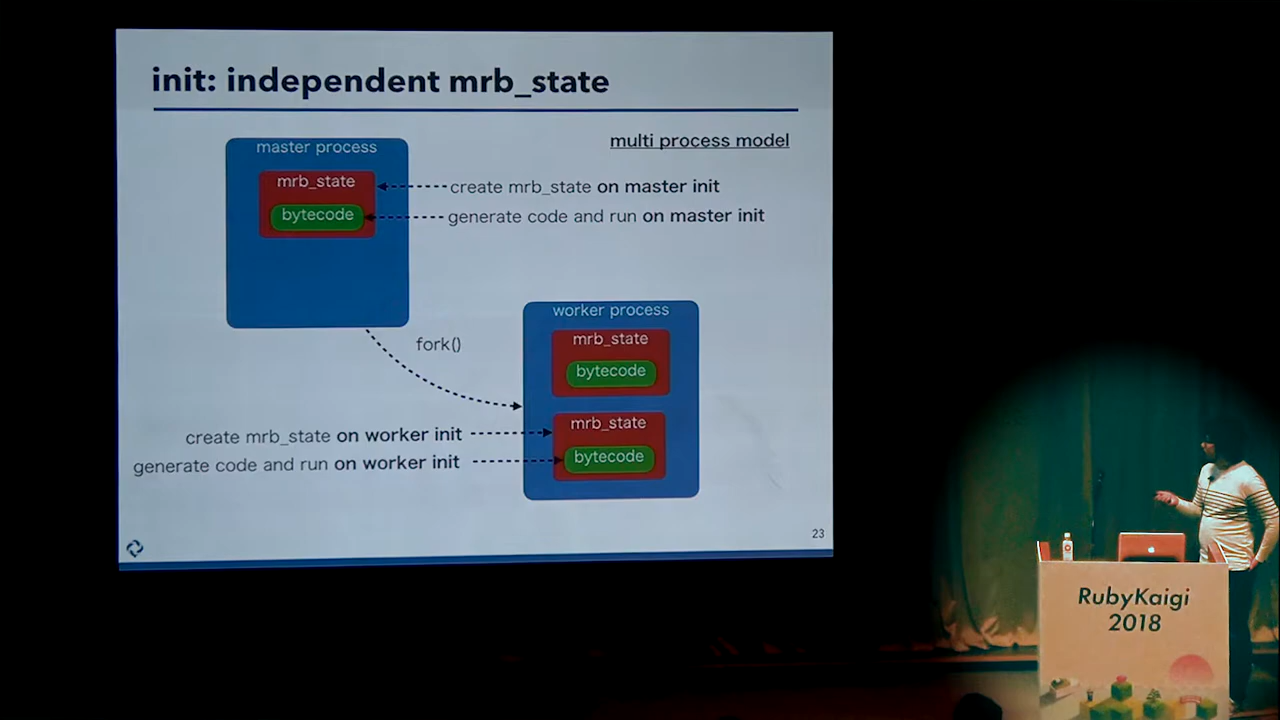 init: independent mrb_state
multi process model
master process
mrb_state
bytecode
create mrb_state on master init
generate code and run on master init
fork()
worker process
mrb_state
bytecode
mrb_state
bytecode
create mrb_state on worker init
generate code and run on worker init
23
RubyKaigi
2018